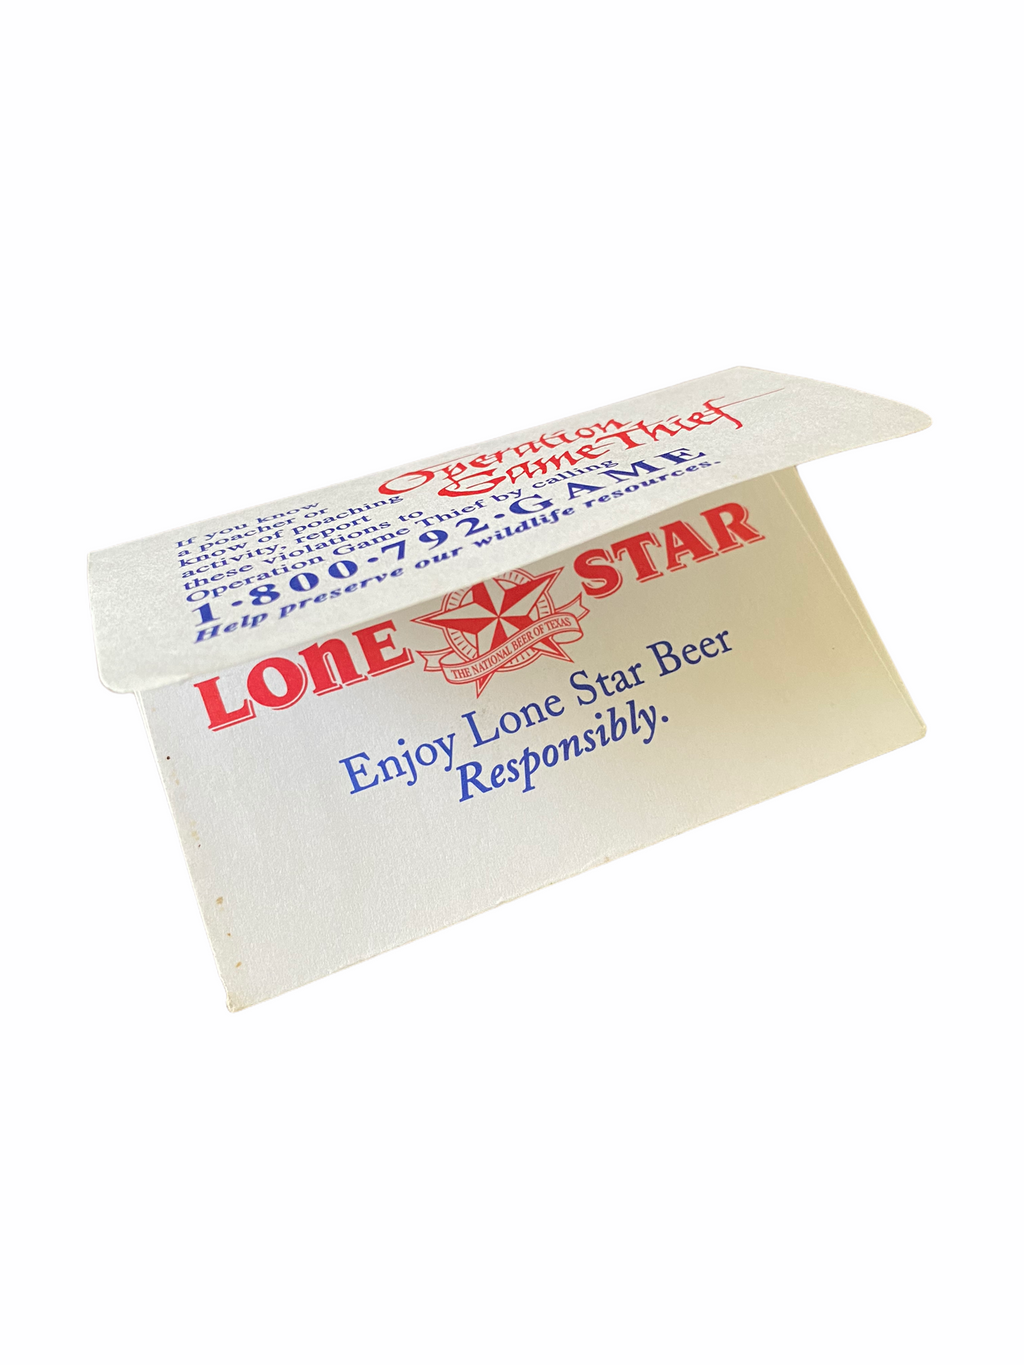 Operation
Game Thief
If you know
a poacher or
know of poaching
activity, report
these violations to
Operation Game Thief by calling
1·800·792·GAME
Help preserve our wildlife resources.
LONE STAR
THE NATIONAL BEER OF TEXAS
Enjoy Lone Star Beer
Responsibly.